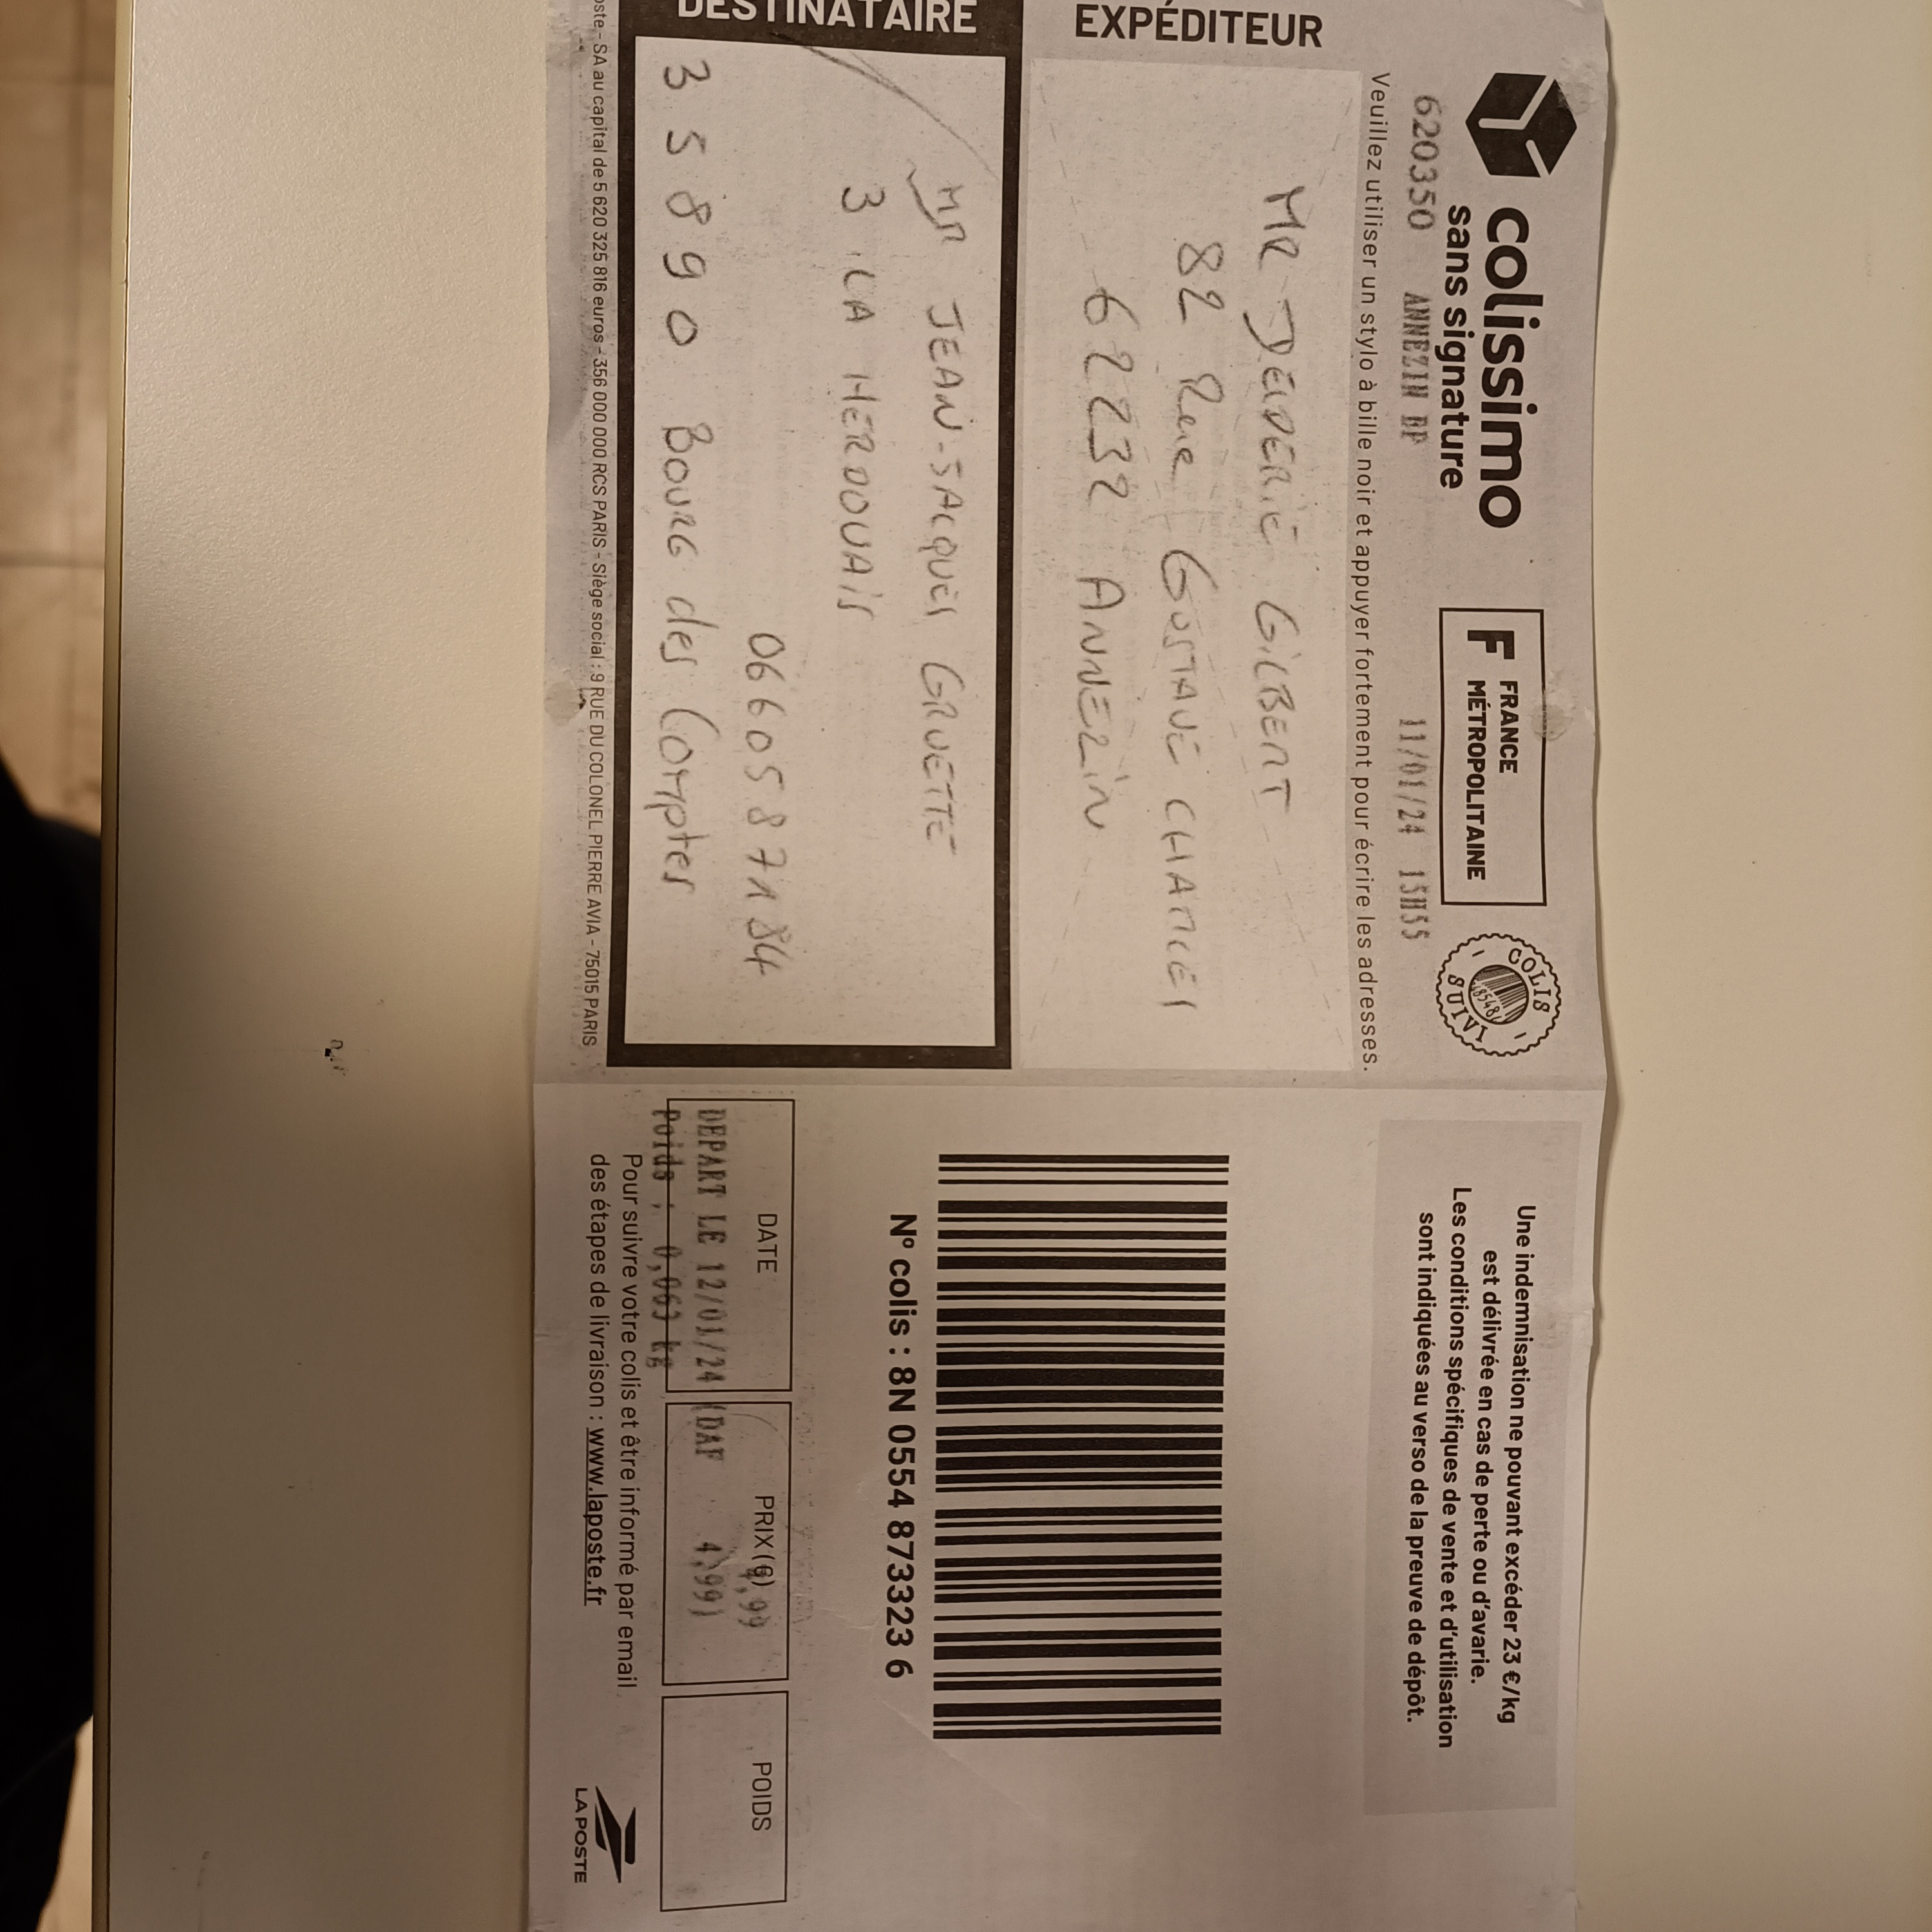 colissimo
sans signature
F FRANCE
MÉTROPOLITAINE
COLIS
SUIVI
620350 ANNEZIN BP 11/01/24 15H55
Veuillez utiliser un stylo à bille noir et appuyer fortement pour écrire les adresses.
EXPÉDITEUR
MR GILBERT
82 Rue GUSTAVE
62232 ANNEZIN
DESTINATAIRE
Mr JEAN-JACQUES GRUETTE
3 LA HERDOUAIS
0660587184
35890 Bourg des Comptes
oste - SA au capital de 5 620 325 816 euros - 356 000 000 RCS PARIS - Siège social : 9 RUE DU COLONEL PIERRE AVIA - 75015 PARIS
Une indemnisation ne pouvant excéder 23 €/kg
est délivrée en cas de perte ou d'avarie.
Les conditions spécifiques de vente et d'utilisation
sont indiquées au verso de la preuve de dépôt.
N° colis : 8N 0554 873323 6
DATE PRIX(€) POIDS
4,99
DEPART LE 12/01/24 (DAF 4,99)
Poids : 0,063 kg
Pour suivre votre colis et être informé par email
des étapes de livraison : www.laposte.fr
LA POSTE